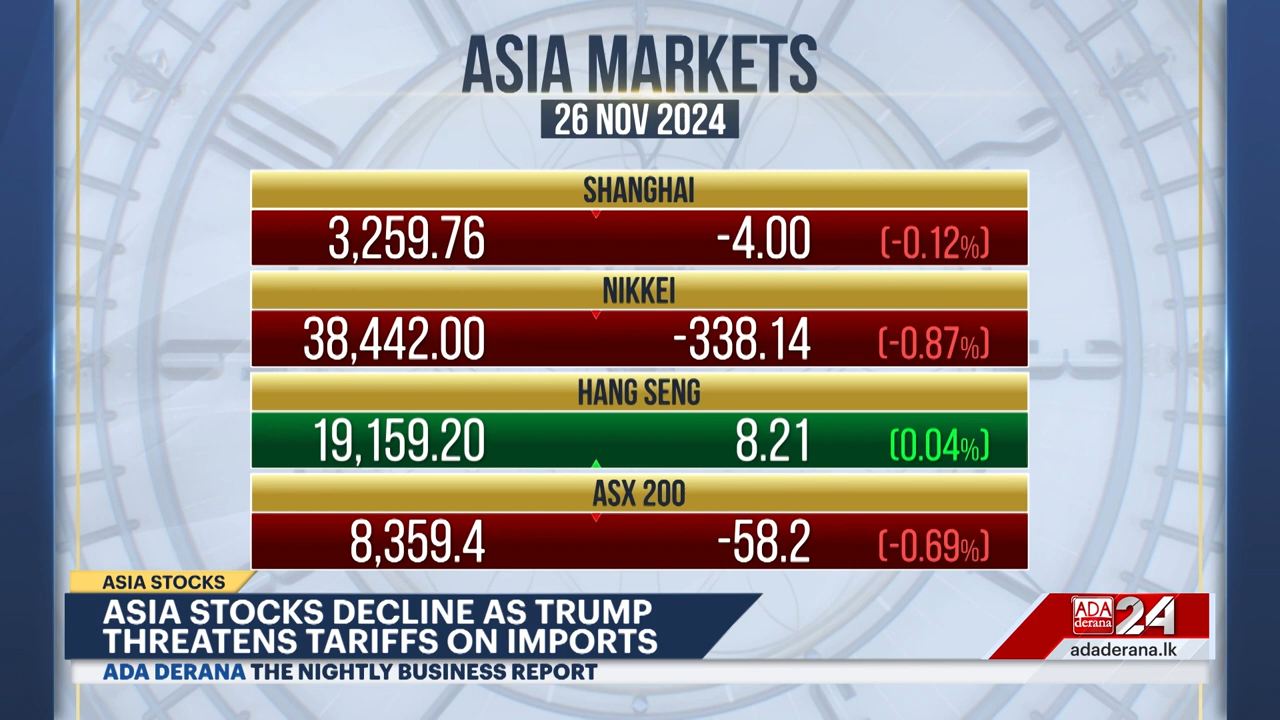 ASIA MARKETS
26 NOV 2024
SHANGHAI
3,259.76 -4.00 (-0.12%)
NIKKEI
38,442.00 -338.14 (-0.87%)
HANG SENG
19,159.20 8.21 (0.04%)
ASX 200
8,359.4 -58.2 (-0.69%)
ASIA STOCKS
ASIA STOCKS DECLINE AS TRUMP
THREATENS TARIFFS ON IMPORTS
ADA DERANA THE NIGHTLY BUSINESS REPORT
ADA
derana
24
adaderana.lk